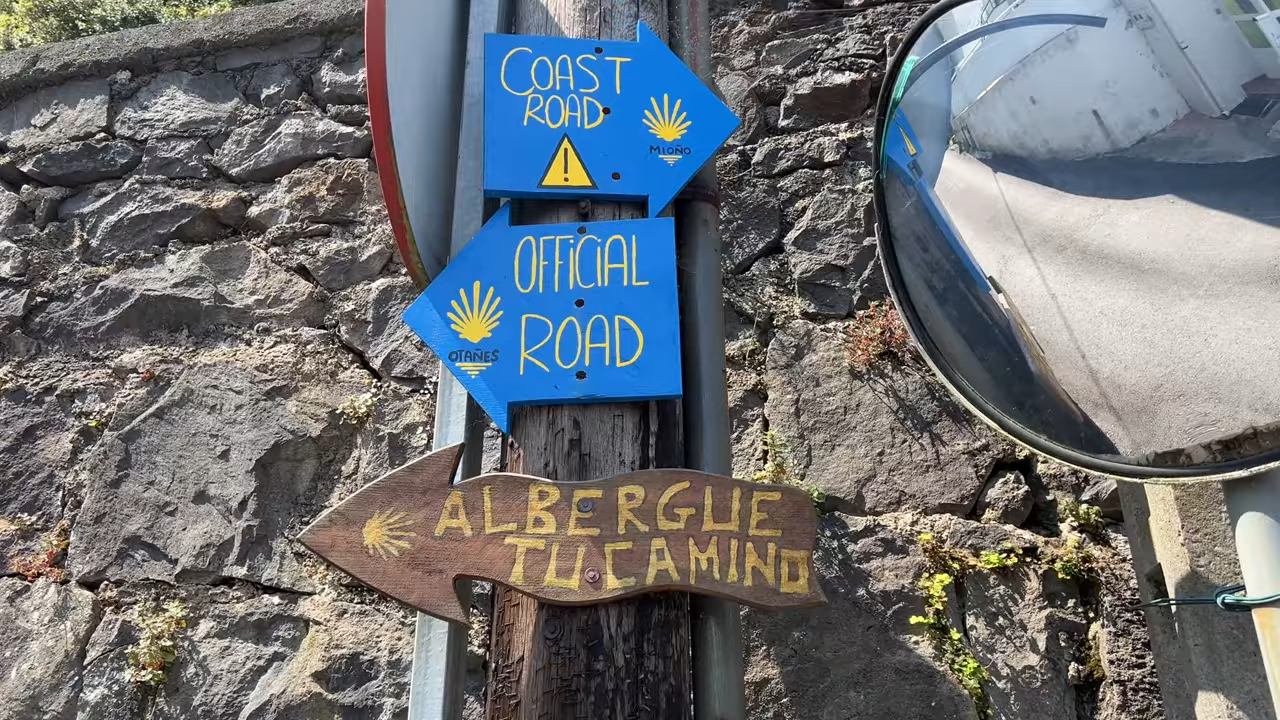 COAST
ROAD
!
MIOÑO
OFFICIAL
ROAD
OTAÑES
ALBERGUE
TU CAMINO